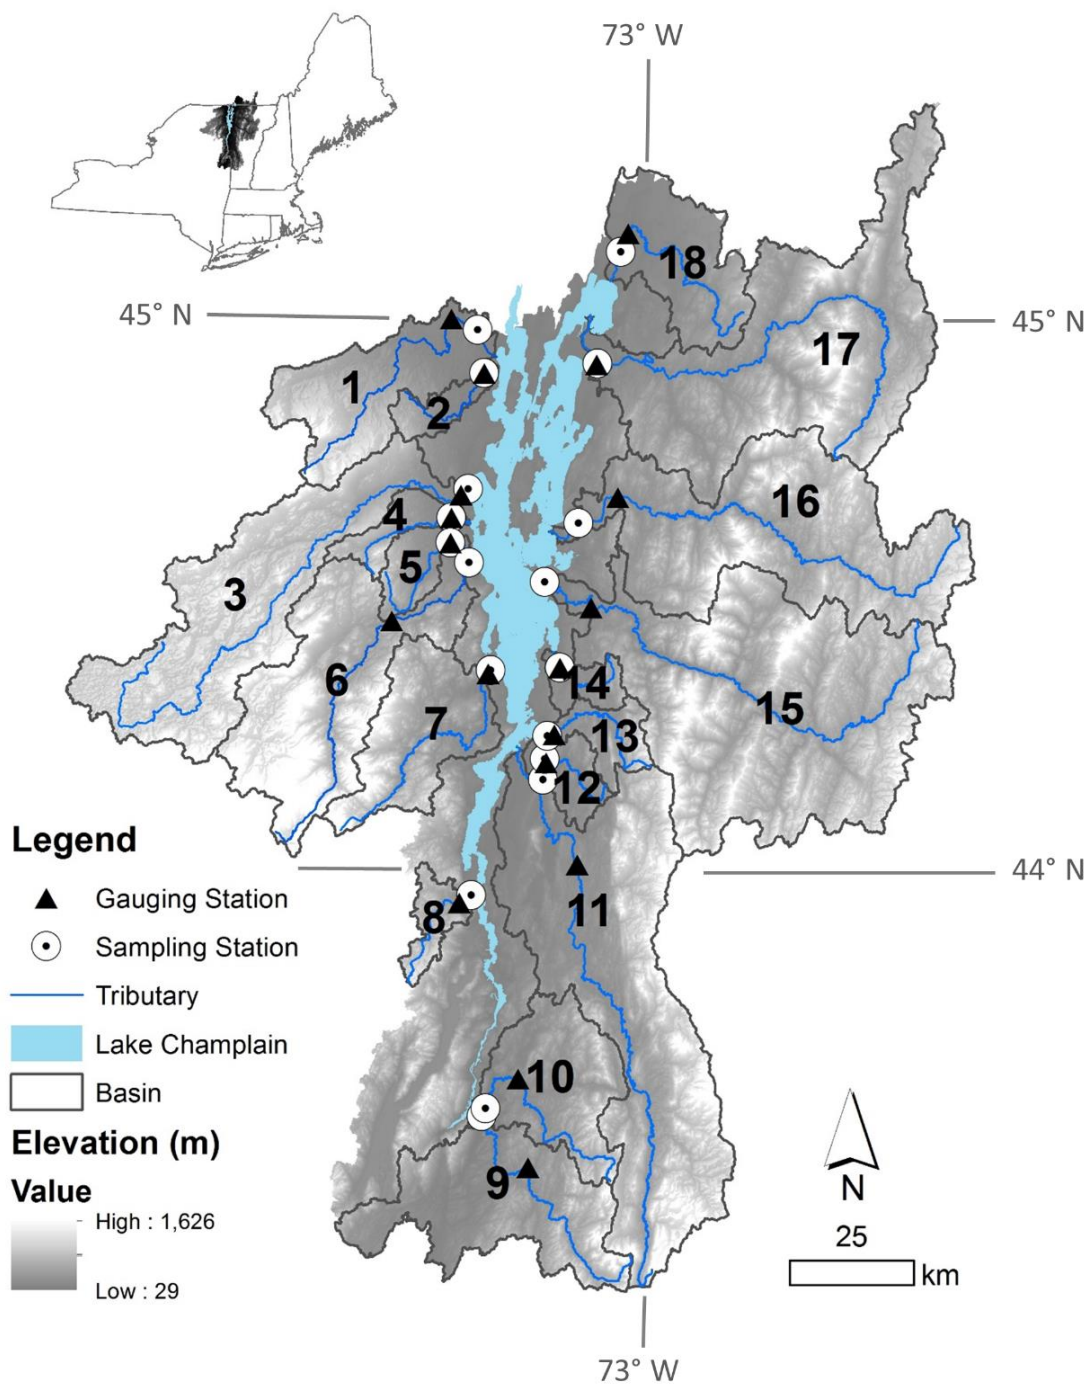 73° W
45° N
45° N
18
17
1
2
16
4
5
3
6
14
15
7
13
12
Legend
44° N
Gauging Station
8
11
Sampling Station
Tributary
Lake Champlain
10
Basin
Elevation (m)
9
Value
N
High : 1,626
25
km
Low : 29
73° W